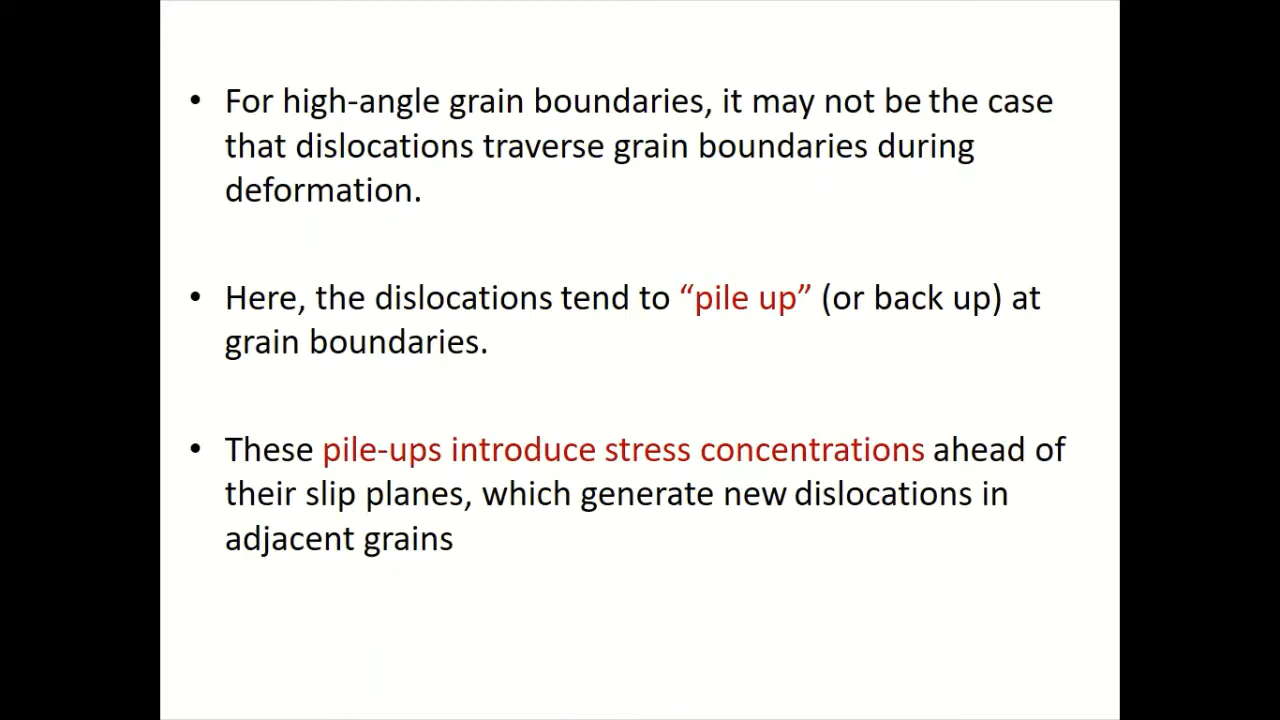 • For high-angle grain boundaries, it may not be the case
that dislocations traverse grain boundaries during
deformation.
• Here, the dislocations tend to “pile up” (or back up) at
grain boundaries.
• These pile-ups introduce stress concentrations ahead of
their slip planes, which generate new dislocations in
adjacent grains